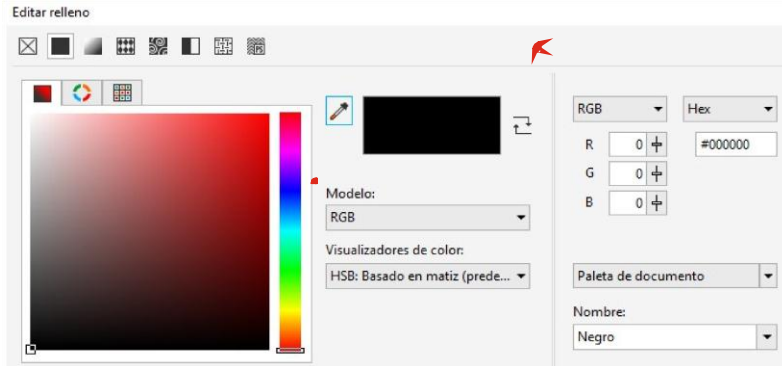 Editar relleno
RGB
Hex
R 0
#000000
G 0
B 0
Modelo:
RGB
Visualizadores de color:
HSB: Basado en matiz (prede...
Paleta de documento
Nombre:
Negro